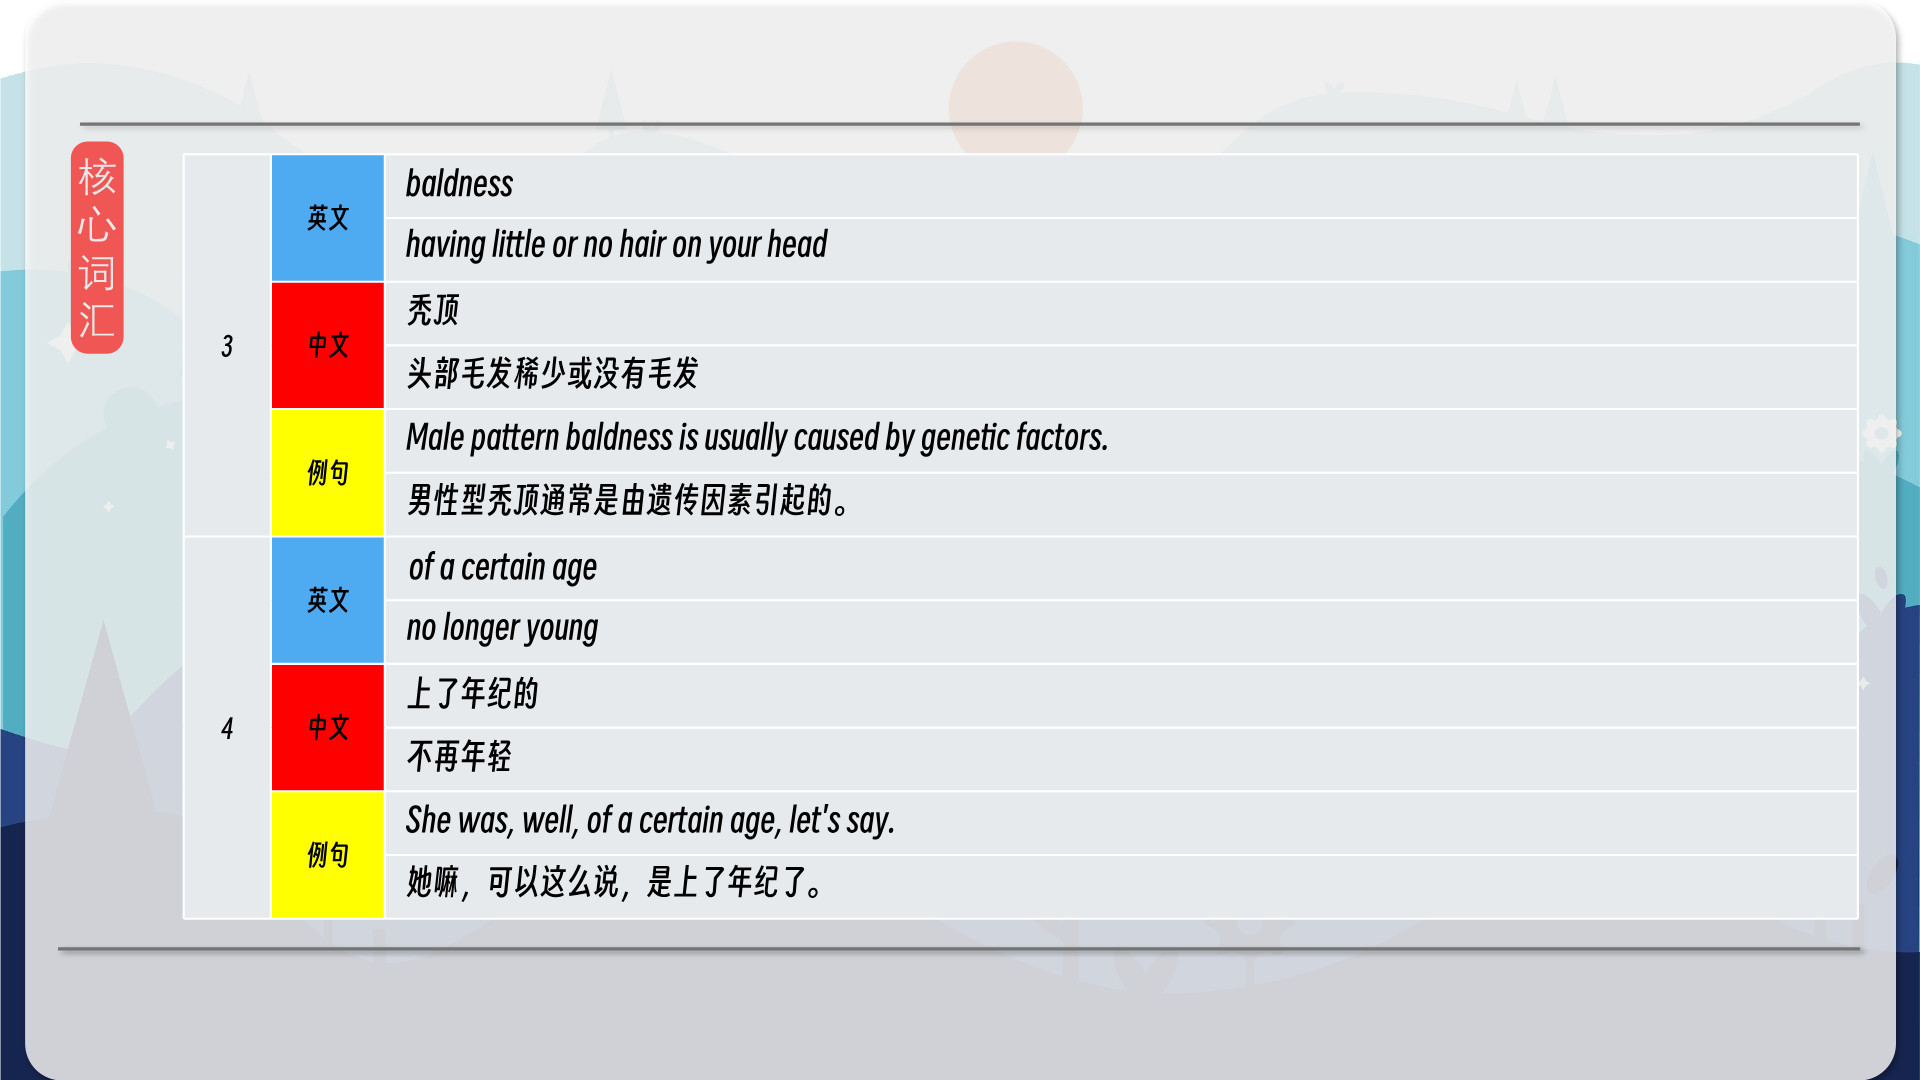 核心词汇
3
英文
baldness
having little or no hair on your head
中文
秃顶
头部毛发稀少或没有毛发
例句
Male pattern baldness is usually caused by genetic factors.
男性型秃顶通常是由遗传因素引起的。
4
英文
of a certain age
no longer young
中文
上了年纪的
不再年轻
例句
She was, well, of a certain age, let's say.
她嘛，可以这么说，是上了年纪了。